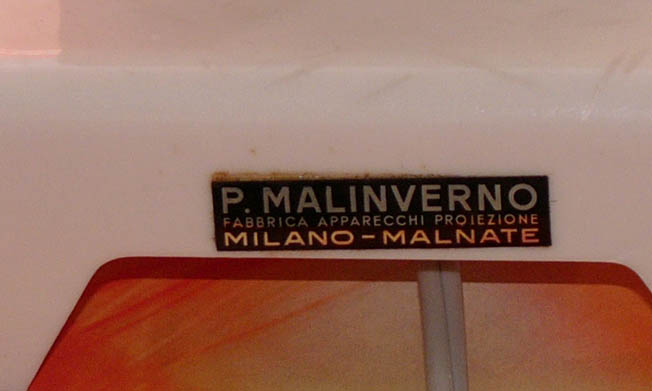 P. MALINVERNO
FABBRICA APPARECCHI PROIEZIONE
MILANO - MALNATE